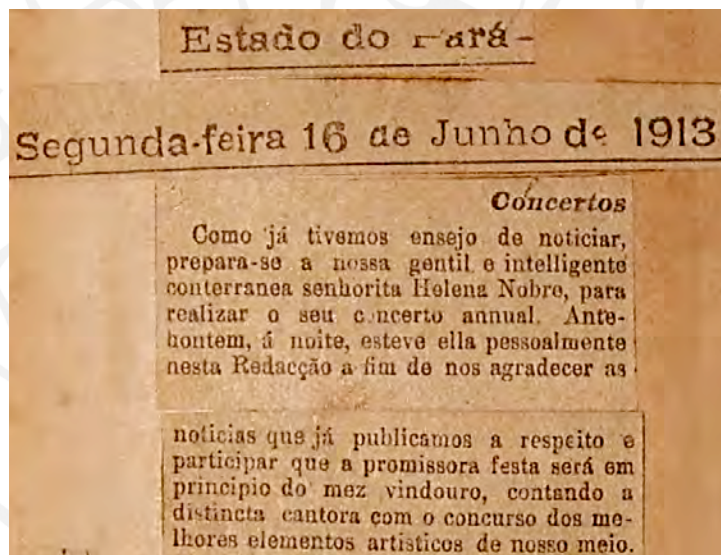 Estado do Pará-
Segunda-feira 16 de Junho de 1913
Concertos
Como já tivemos ensejo de noticiar,
prepara-se a nossa gentil e intelligente
conterranea senhorita Helena Nobre, para
realizar o seu concerto annual. Ante-
hontem, á noite, esteve ella pessoalmente
nesta Redacção a fim de nos agradecer as
noticias que já publicamos a respeito e
participar que a promissora festa será em
principio do mez vindouro, contando a
distincta cantora com o concurso dos me-
lhores elementos artisticos de nosso meio.